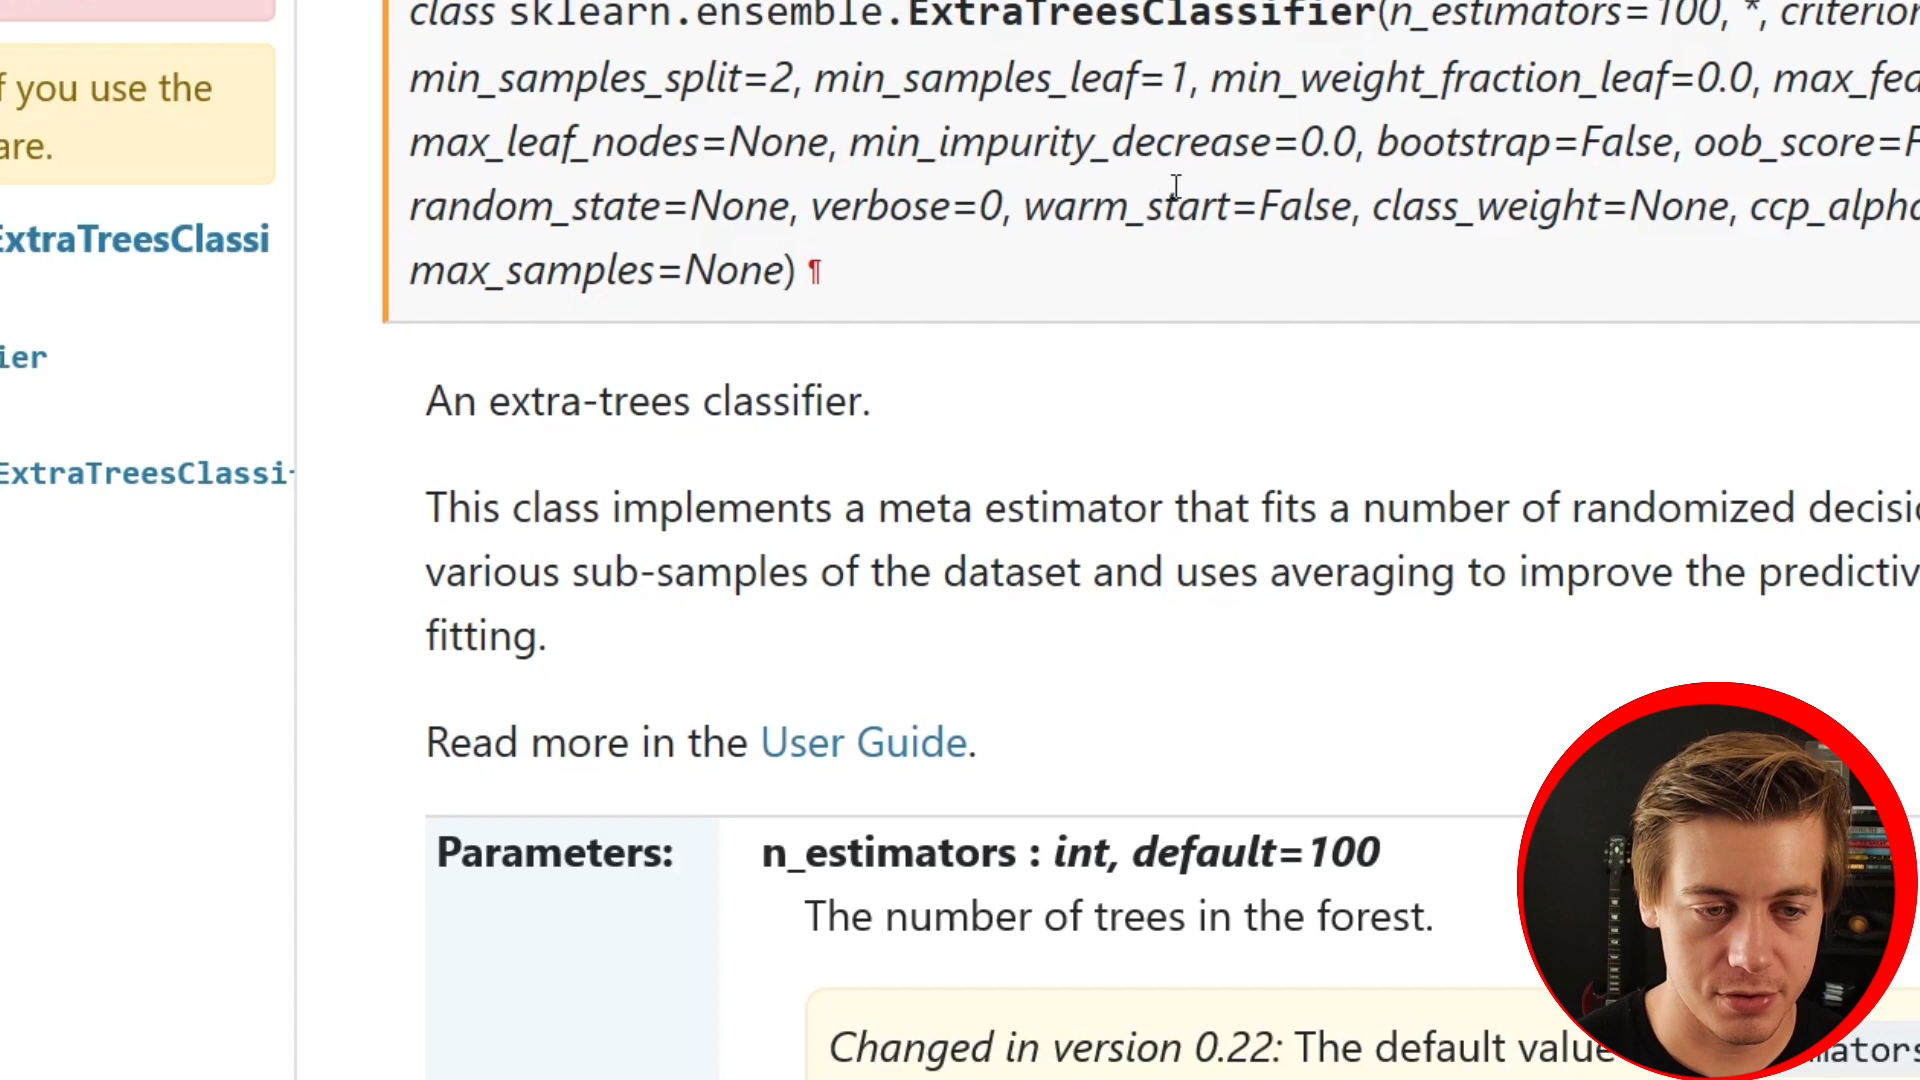 class sklearn.ensemble.ExtraTreesClassifier(n_estimators=100, *, criterion
f you use the
min_samples_split=2, min_samples_leaf=1, min_weight_fraction_leaf=0.0, max_fea
are.
max_leaf_nodes=None, min_impurity_decrease=0.0, bootstrap=False, oob_score=F
random_state=None, verbose=0, warm_start=False, class_weight=None, ccp_alpha
ExtraTreesClassi
max_samples=None) ¶
ier
An extra-trees classifier.
ExtraTreesClassi
This class implements a meta estimator that fits a number of randomized decisi
various sub-samples of the dataset and uses averaging to improve the predictiv
fitting.
Read more in the User Guide.
Parameters:
n_estimators : int, default=100
The number of trees in the forest.
Changed in version 0.22: The default value mators